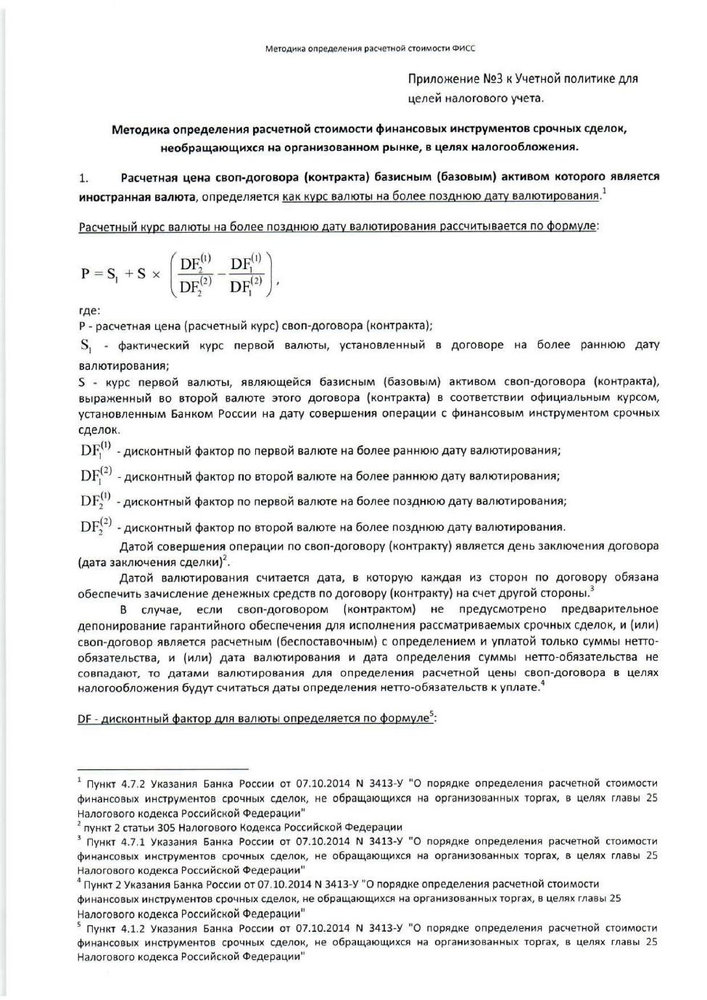 Методика определения расчетной стоимости ФИСС
Приложение №3 к Учетной политике для
целей налогового учета.
Методика определения расчетной стоимости финансовых инструментов срочных сделок,
необращающихся на организованном рынке, в целях налогообложения.
1. Расчетная цена своп-договора (контракта) базисным (базовым) активом которого является
иностранная валюта, определяется как курс валюты на более позднюю дату валютирования.¹
Расчетный курс валюты на более позднюю дату валютирования рассчитывается по формуле:
P = S₁ + S × (DF₂⁽¹⁾/DF₂⁽²⁾ − DF₁⁽¹⁾/DF₁⁽²⁾),
где:
P - расчетная цена (расчетный курс) своп-договора (контракта);
S₁ - фактический курс первой валюты, установленный в договоре на более раннюю дату
валютирования;
S - курс первой валюты, являющейся базисным (базовым) активом своп-договора (контракта),
выраженный во второй валюте этого договора (контракта) в соответствии официальным курсом,
установленным Банком России на дату совершения операции с финансовым инструментом срочных
сделок.
DF₁⁽¹⁾ - дисконтный фактор по первой валюте на более раннюю дату валютирования;
DF₁⁽²⁾ - дисконтный фактор по второй валюте на более раннюю дату валютирования;
DF₂⁽¹⁾ - дисконтный фактор по первой валюте на более позднюю дату валютирования;
DF₂⁽²⁾ - дисконтный фактор по второй валюте на более позднюю дату валютирования.
Датой совершения операции по своп-договору (контракту) является день заключения договора
(дата заключения сделки)².
Датой валютирования считается дата, в которую каждая из сторон по договору обязана
обеспечить зачисление денежных средств по договору (контракту) на счет другой стороны.³
В случае, если своп-договором (контрактом) не предусмотрено предварительное
депонирование гарантийного обеспечения для исполнения рассматриваемых срочных сделок, и (или)
своп-договор является расчетным (беспоставочным) с определением и уплатой только суммы нетто-
обязательства, и (или) дата валютирования и дата определения суммы нетто-обязательства не
совпадают, то датами валютирования для определения расчетной цены своп-договора в целях
налогообложения будут считаться даты определения нетто-обязательств к уплате.⁴
DF - дисконтный фактор для валюты определяется по формуле⁵:
¹ Пункт 4.7.2 Указания Банка России от 07.10.2014 N 3413-У "О порядке определения расчетной стоимости
финансовых инструментов срочных сделок, не обращающихся на организованных торгах, в целях главы 25
Налогового кодекса Российской Федерации"
² пункт 2 статьи 305 Налогового Кодекса Российской Федерации
³ Пункт 4.7.1 Указания Банка России от 07.10.2014 N 3413-У "О порядке определения расчетной стоимости
финансовых инструментов срочных сделок, не обращающихся на организованных торгах, в целях главы 25
Налогового кодекса Российской Федерации"
⁴ Пункт 2 Указания Банка России от 07.10.2014 N 3413-У "О порядке определения расчетной стоимости
финансовых инструментов срочных сделок, не обращающихся на организованных торгах, в целях главы 25
Налогового кодекса Российской Федерации"
⁵ Пункт 4.1.2 Указания Банка России от 07.10.2014 N 3413-У "О порядке определения расчетной стоимости
финансовых инструментов срочных сделок, не обращающихся на организованных торгах, в целях главы 25
Налогового кодекса Российской Федерации"